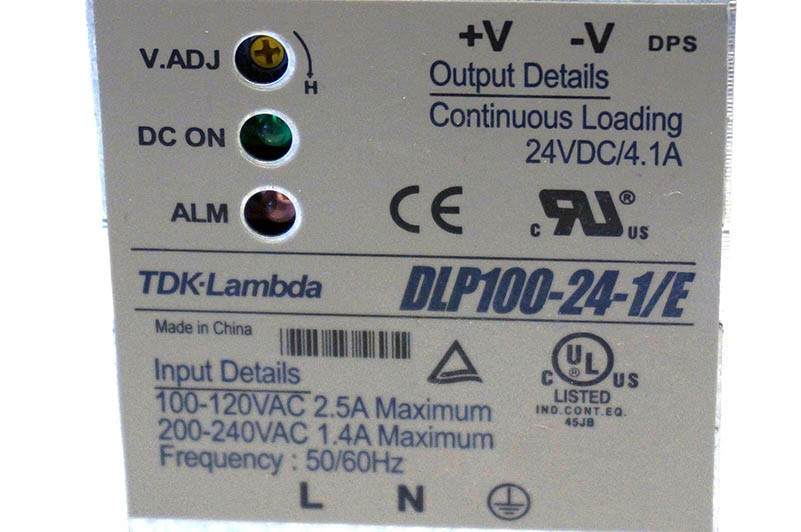 +V -V DPS
V.ADJ
H
Output Details
Continuous Loading
24VDC/4.1A
DC ON
ALM
CE
c RU ® US
TDK·Lambda DLP100-24-1/E
Made in China
Input Details
100-120VAC 2.5A Maximum
200-240VAC 1.4A Maximum
Frequency : 50/60Hz
C UL ® US
LISTED
IND.CONT.EQ.
45JB
L N